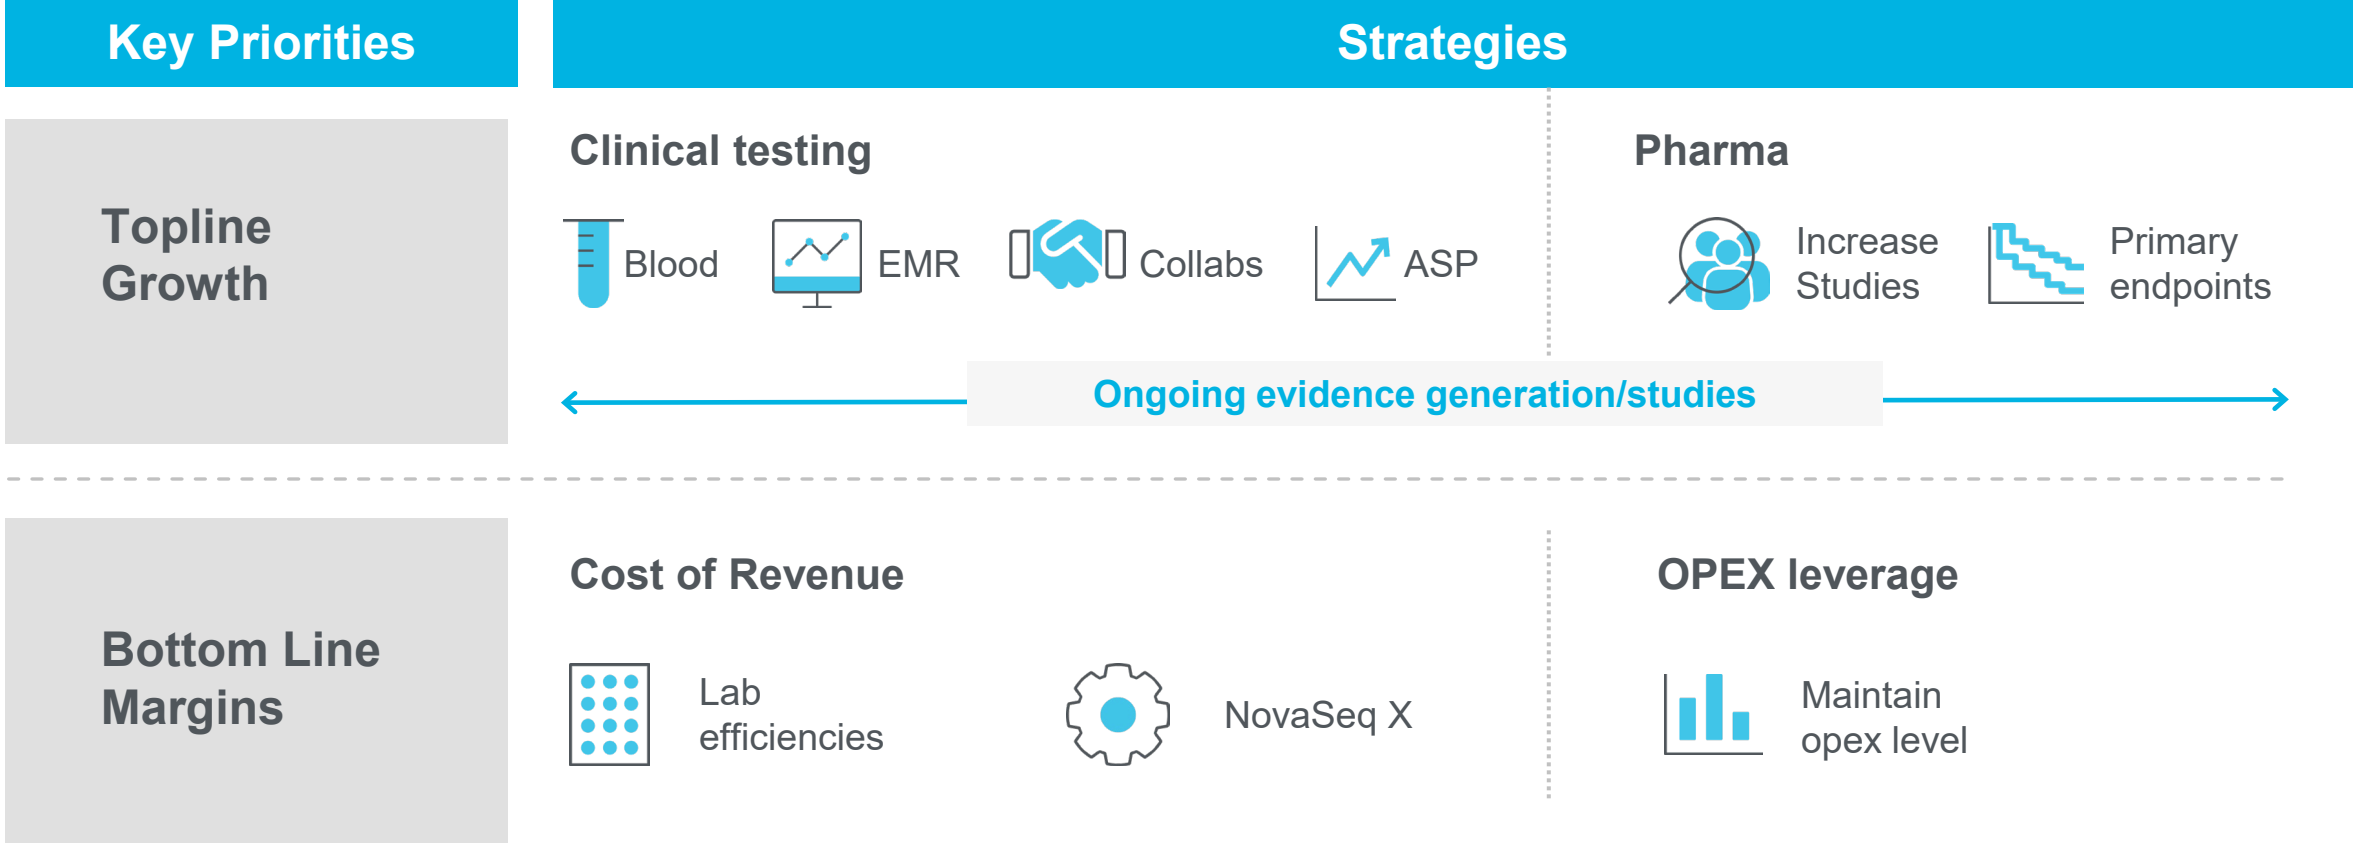 Key Priorities
Strategies
Topline
Growth
Clinical testing
Blood
EMR
Collabs
ASP
Pharma
Increase
Studies
Primary
endpoints
Ongoing evidence generation/studies
Bottom Line
Margins
Cost of Revenue
Lab
efficiencies
NovaSeq X
OPEX leverage
Maintain
opex level